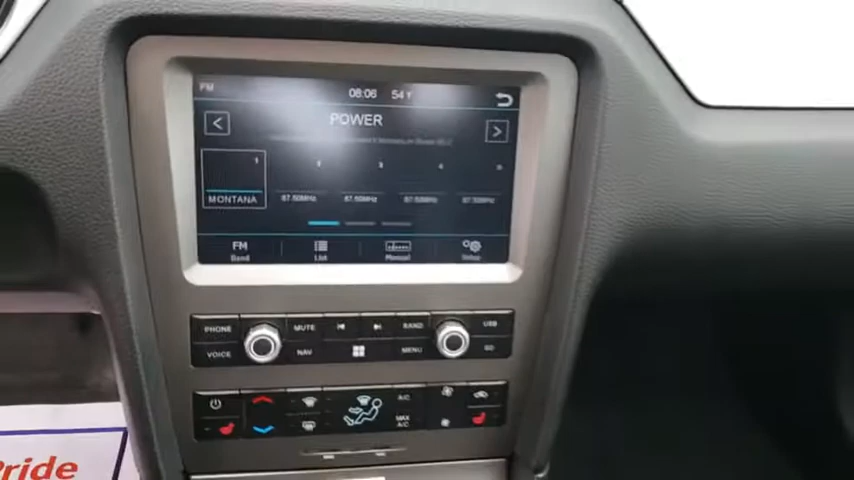 FM 08:06 54°F
POWER
1 2 3 4
MONTANA 87.50MHz 87.50MHz 87.50MHz 87.50MHz
FM
Band List Manual Setup
PHONE MUTE BAND USB
VOICE NAV MENU SD
A/C
MAX
A/C
Pride